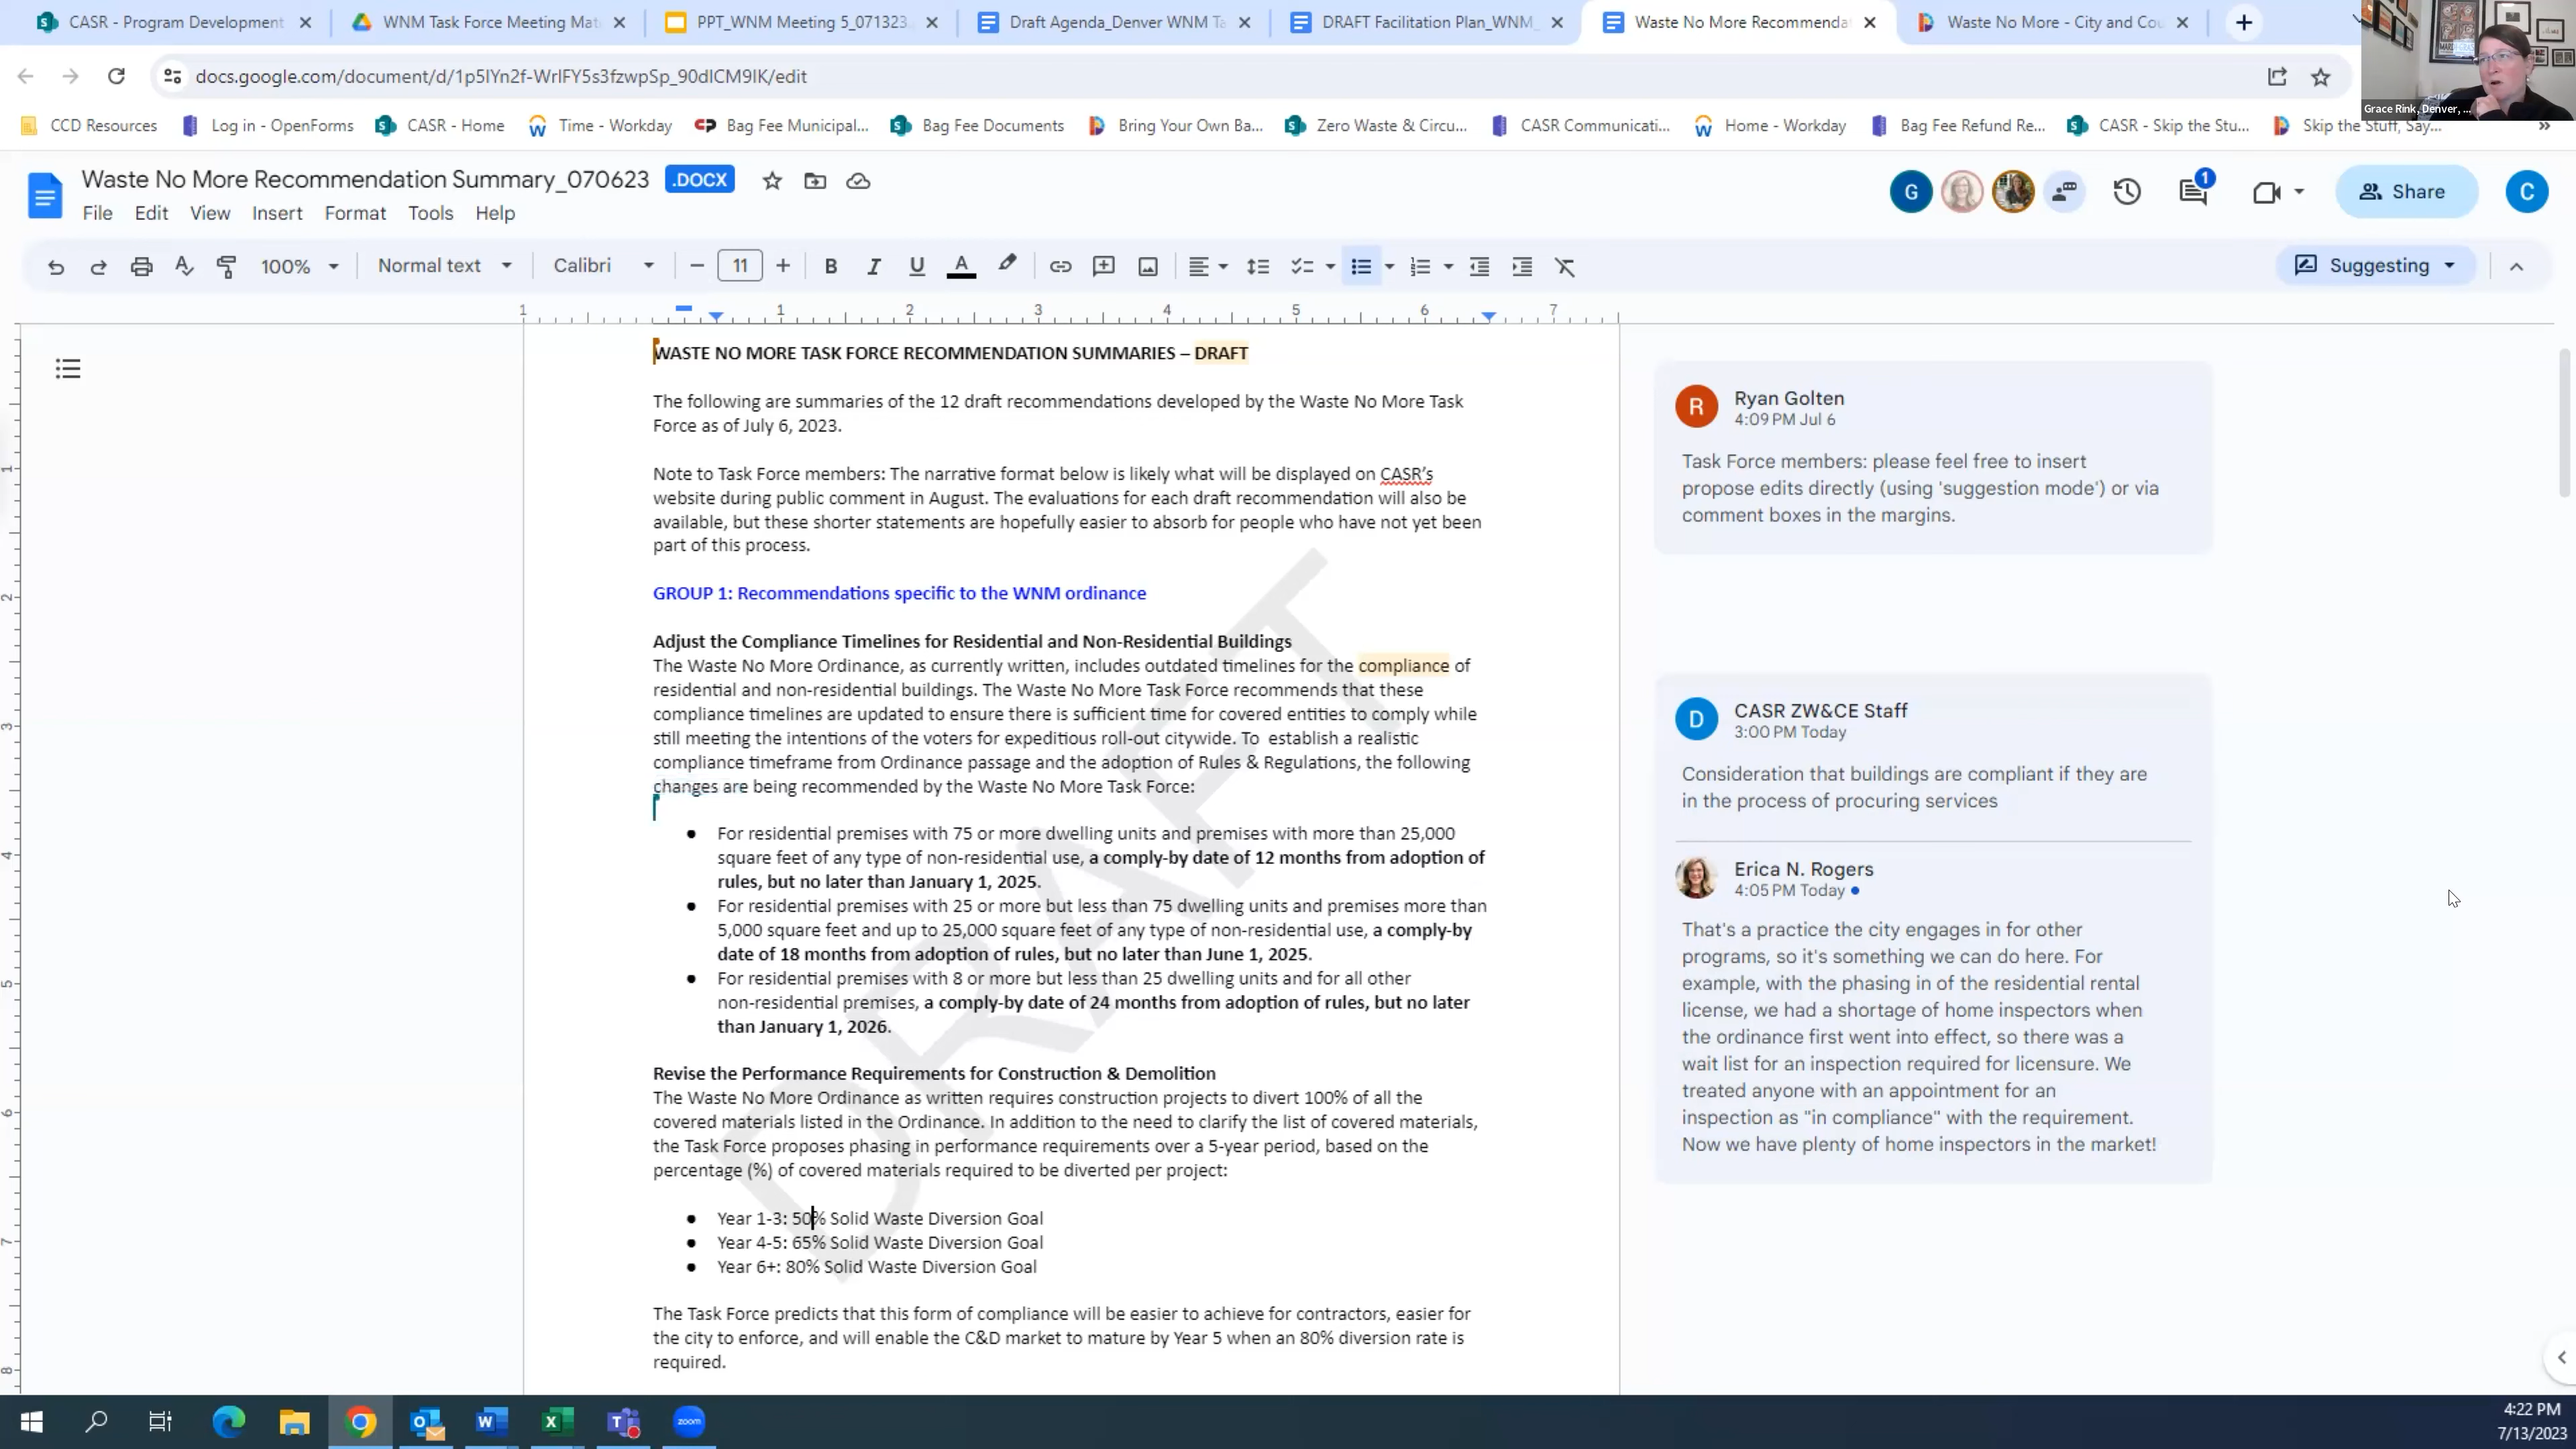 CASR - Program Development
WNM Task Force Meeting Mat
PPT_WNM Meeting 5_071323
Draft Agenda_Denver WNM Ta
DRAFT Facilitation Plan_WNM_
Waste No More Recommendat
Waste No More - City and Cou
docs.google.com/document/d/1p5IYn2f-WrlFY5s3fzwpSp_90dICM9IK/edit
Grace Rink, Denver, ...
CCD Resources
Log in - OpenForms
CASR - Home
Time - Workday
Bag Fee Municipal...
Bag Fee Documents
Bring Your Own Ba...
Zero Waste & Circu...
CASR Communicati...
Home - Workday
Bag Fee Refund Re...
CASR - Skip the Stu...
Skip the Stuff, Say...
Waste No More Recommendation Summary_070623 .DOCX
File Edit View Insert Format Tools Help
G
1
Share
C
100% Normal text Calibri 11 B I U A
Suggesting
1 1 2 3 4 5 6 7
WASTE NO MORE TASK FORCE RECOMMENDATION SUMMARIES – DRAFT
The following are summaries of the 12 draft recommendations developed by the Waste No More Task
Force as of July 6, 2023.
Note to Task Force members: The narrative format below is likely what will be displayed on CASR's
website during public comment in August. The evaluations for each draft recommendation will also be
available, but these shorter statements are hopefully easier to absorb for people who have not yet been
part of this process.
GROUP 1: Recommendations specific to the WNM ordinance
Adjust the Compliance Timelines for Residential and Non-Residential Buildings
The Waste No More Ordinance, as currently written, includes outdated timelines for the compliance of
residential and non-residential buildings. The Waste No More Task Force recommends that these
compliance timelines are updated to ensure there is sufficient time for covered entities to comply while
still meeting the intentions of the voters for expeditious roll-out citywide. To establish a realistic
compliance timeframe from Ordinance passage and the adoption of Rules & Regulations, the following
changes are being recommended by the Waste No More Task Force:
● For residential premises with 75 or more dwelling units and premises with more than 25,000
square feet of any type of non-residential use, a comply-by date of 12 months from adoption of
rules, but no later than January 1, 2025.
● For residential premises with 25 or more but less than 75 dwelling units and premises more than
5,000 square feet and up to 25,000 square feet of any type of non-residential use, a comply-by
date of 18 months from adoption of rules, but no later than June 1, 2025.
● For residential premises with 8 or more but less than 25 dwelling units and for all other
non-residential premises, a comply-by date of 24 months from adoption of rules, but no later
than January 1, 2026.
Revise the Performance Requirements for Construction & Demolition
The Waste No More Ordinance as written requires construction projects to divert 100% of all the
covered materials listed in the Ordinance. In addition to the need to clarify the list of covered materials,
the Task Force proposes phasing in performance requirements over a 5-year period, based on the
percentage (%) of covered materials required to be diverted per project:
● Year 1-3: 50% Solid Waste Diversion Goal
● Year 4-5: 65% Solid Waste Diversion Goal
● Year 6+: 80% Solid Waste Diversion Goal
The Task Force predicts that this form of compliance will be easier to achieve for contractors, easier for
the city to enforce, and will enable the C&D market to mature by Year 5 when an 80% diversion rate is
required.
DRAFT
R
Ryan Golten
4:09 PM Jul 6
Task Force members: please feel free to insert
propose edits directly (using 'suggestion mode') or via
comment boxes in the margins.
D
CASR ZW&CE Staff
3:00 PM Today
Consideration that buildings are compliant if they are
in the process of procuring services
Erica N. Rogers
4:05 PM Today
That's a practice the city engages in for other
programs, so it's something we can do here. For
example, with the phasing in of the residential rental
license, we had a shortage of home inspectors when
the ordinance first went into effect, so there was a
wait list for an inspection required for licensure. We
treated anyone with an appointment for an
inspection as "in compliance" with the requirement.
Now we have plenty of home inspectors in the market!
1
2
3
4
5
6
7
8
zoom
4:22 PM
7/13/2023